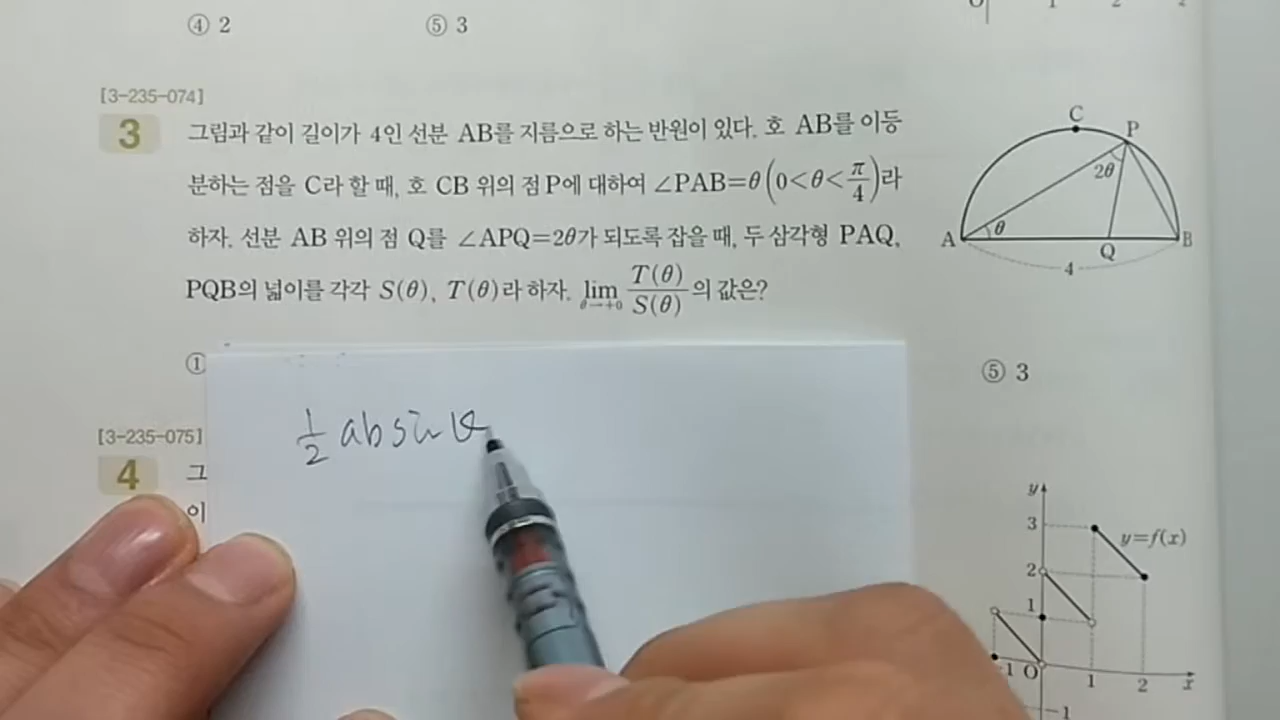 ④ 2
⑤ 3
O 1 2
[3-235-074]
3 그림과 같이 길이가 4인 선분 AB를 지름으로 하는 반원이 있다. 호 AB를 이등
분하는 점을 C라 할 때, 호 CB 위의 점 P에 대하여 ∠PAB=θ(0<θ<π/4)라
하자. 선분 AB 위의 점 Q를 ∠APQ=2θ가 되도록 잡을 때, 두 삼각형 PAQ,
PQB의 넓이를 각각 S(θ), T(θ)라 하자. lim θ→+0 T(θ)/S(θ)의 값은?
C
P
2θ
θ
A
Q
B
4
①
⑤ 3
1/2 ab sin θ
[3-235-075]
4 그
이
y
3
y=f(x)
2
1
-1 O 1 2 x
-1